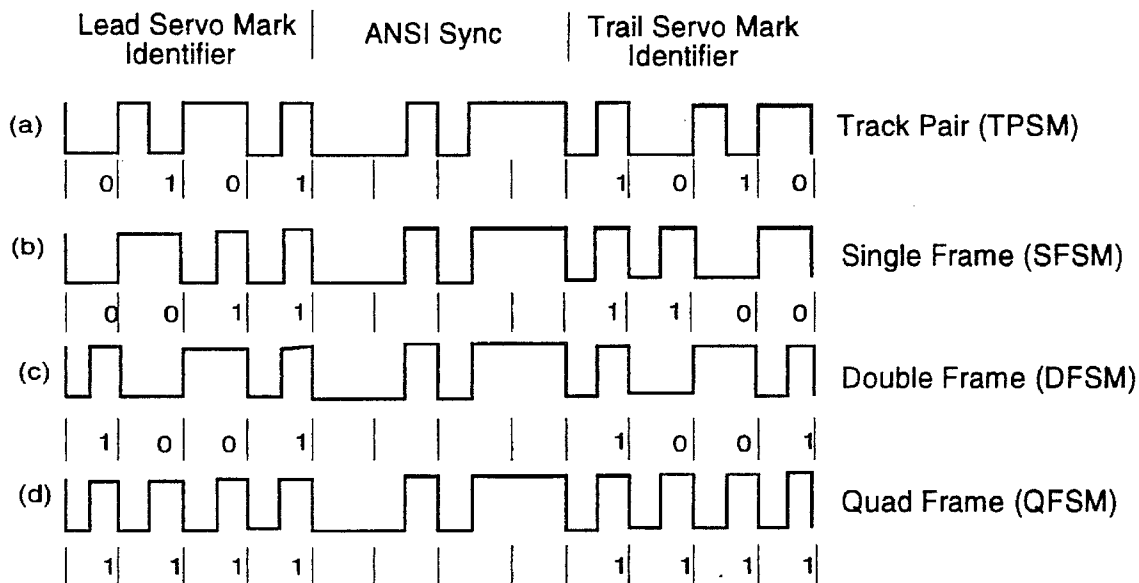 Lead Servo Mark Identifier
ANSI Sync
Trail Servo Mark Identifier
(a)
Track Pair (TPSM)
0 1 0 1 1 0 1 0
(b)
Single Frame (SFSM)
0 0 1 1 1 1 0 0
(c)
Double Frame (DFSM)
1 0 0 1 1 0 0 1
(d)
Quad Frame (QFSM)
1 1 1 1 1 1 1 1